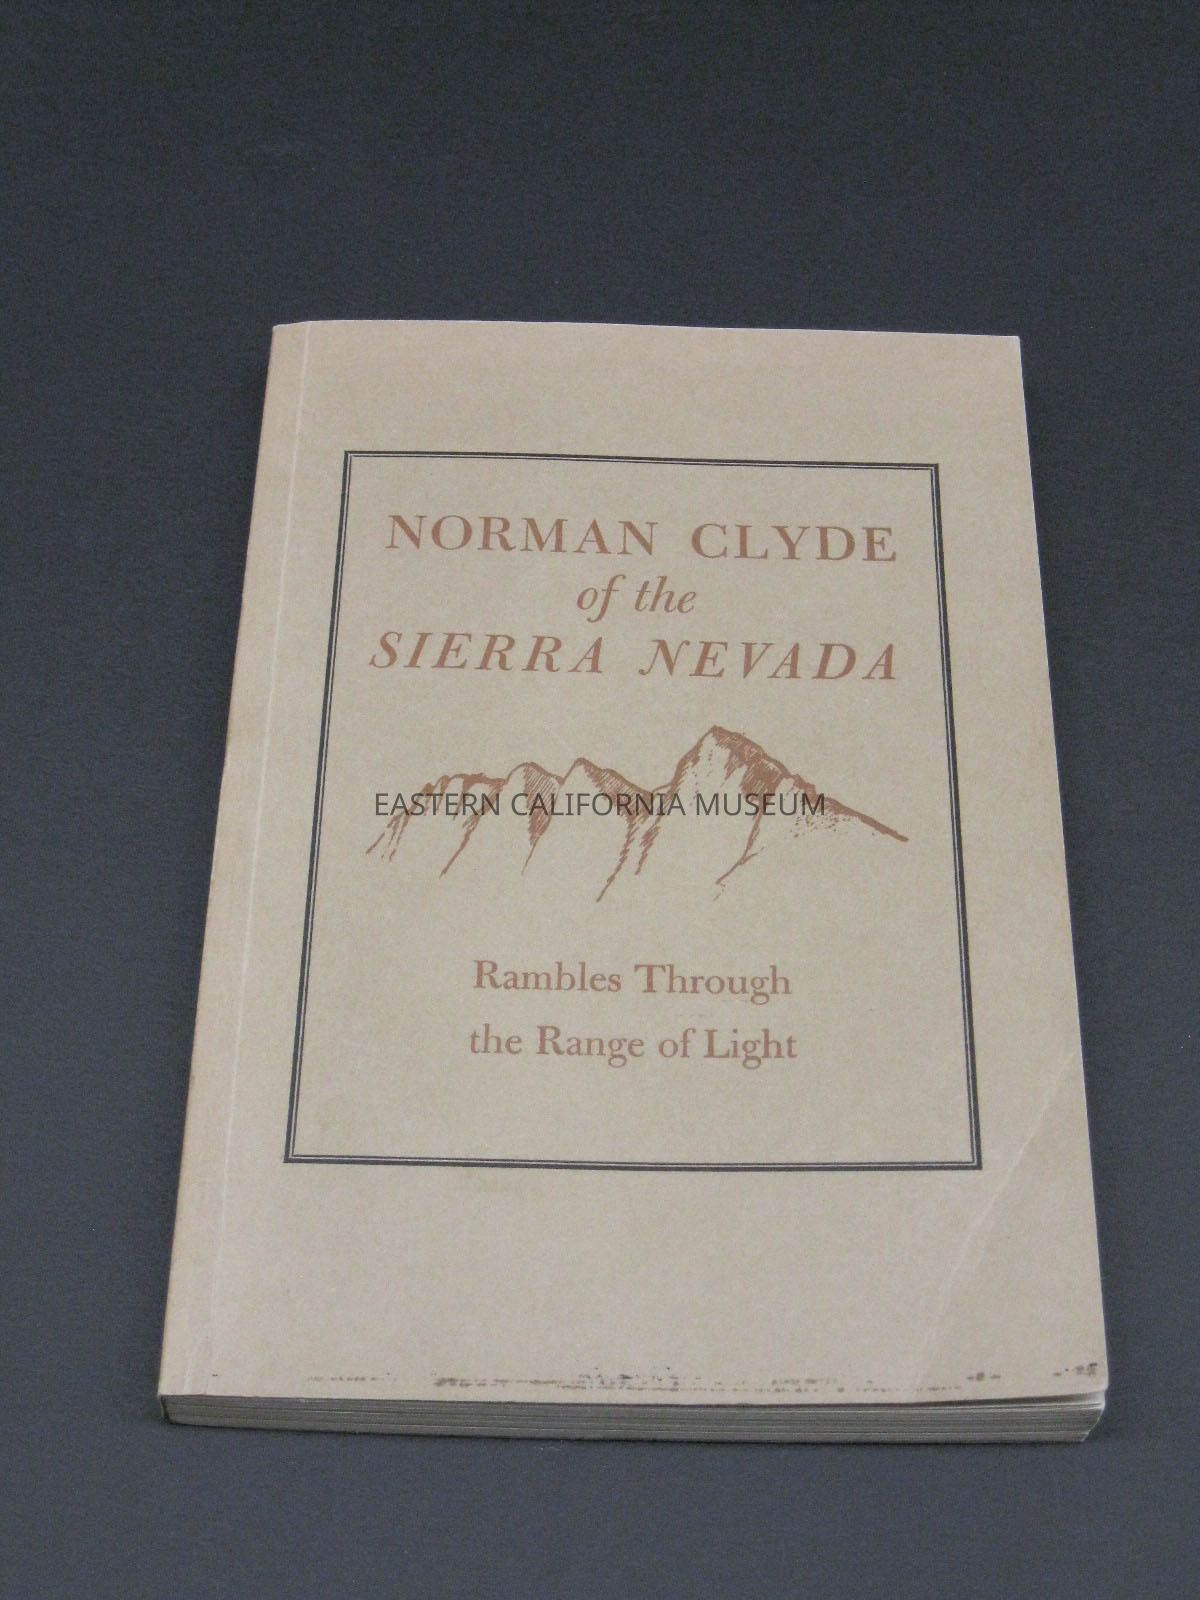 NORMAN CLYDE
of the
SIERRA NEVADA
EASTERN CALIFORNIA MUSEUM
Rambles Through
the Range of Light